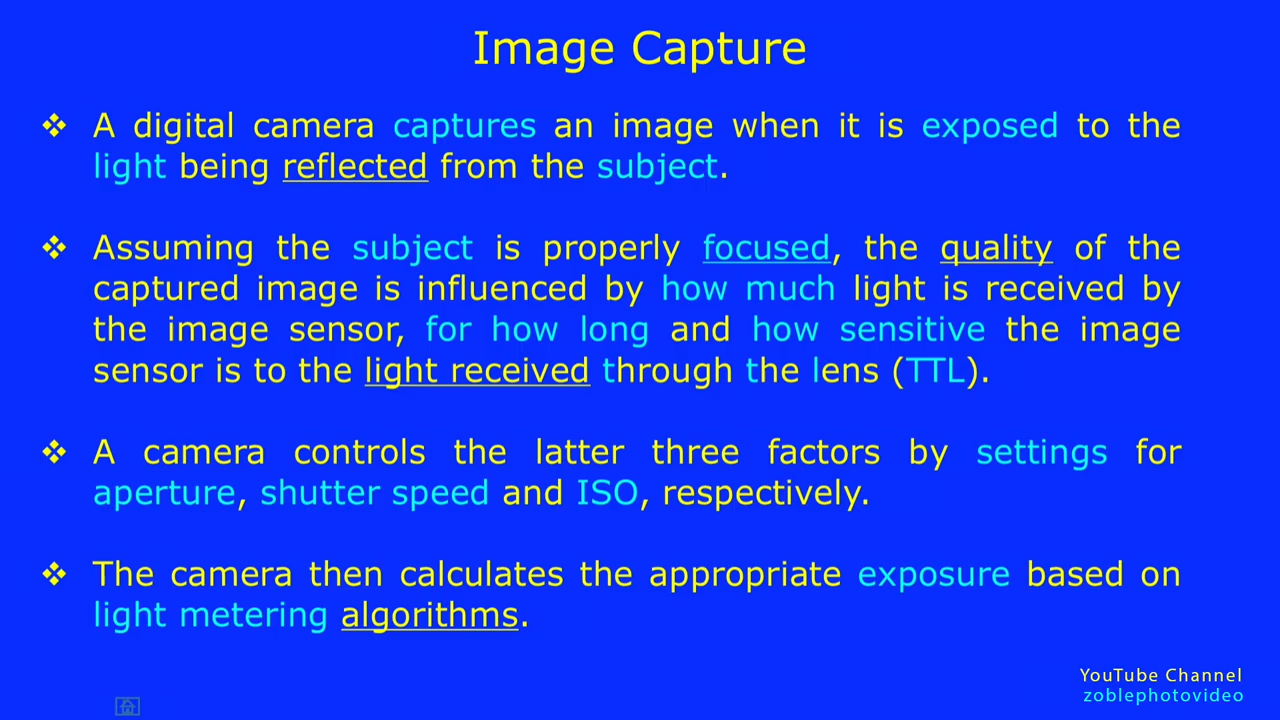 Image Capture
❖ A digital camera captures an image when it is exposed to the
light being reflected from the subject.
❖ Assuming the subject is properly focused, the quality of the
captured image is influenced by how much light is received by
the image sensor, for how long and how sensitive the image
sensor is to the light received through the lens (TTL).
❖ A camera controls the latter three factors by settings for
aperture, shutter speed and ISO, respectively.
❖ The camera then calculates the appropriate exposure based on
light metering algorithms.
YouTube Channel
zoblephotovideo